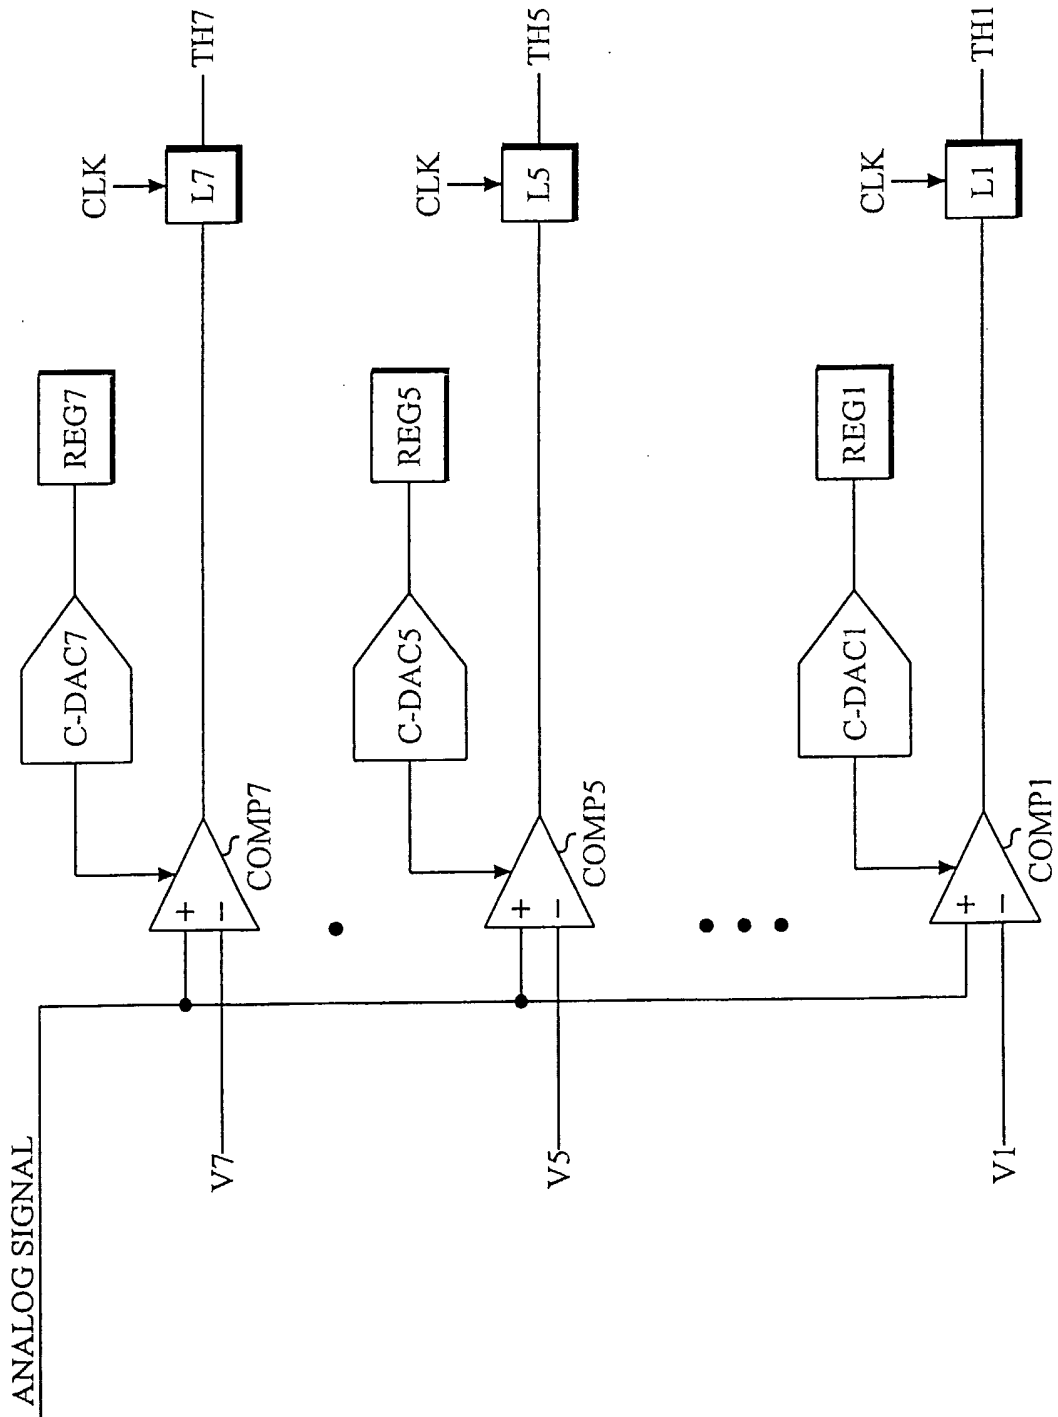 ANALOG SIGNAL
V7
+
−
COMP7
C-DAC7
REG7
CLK
L7
TH7
V5
+
−
COMP5
C-DAC5
REG5
CLK
L5
TH5
V1
+
−
COMP1
C-DAC1
REG1
CLK
L1
TH1